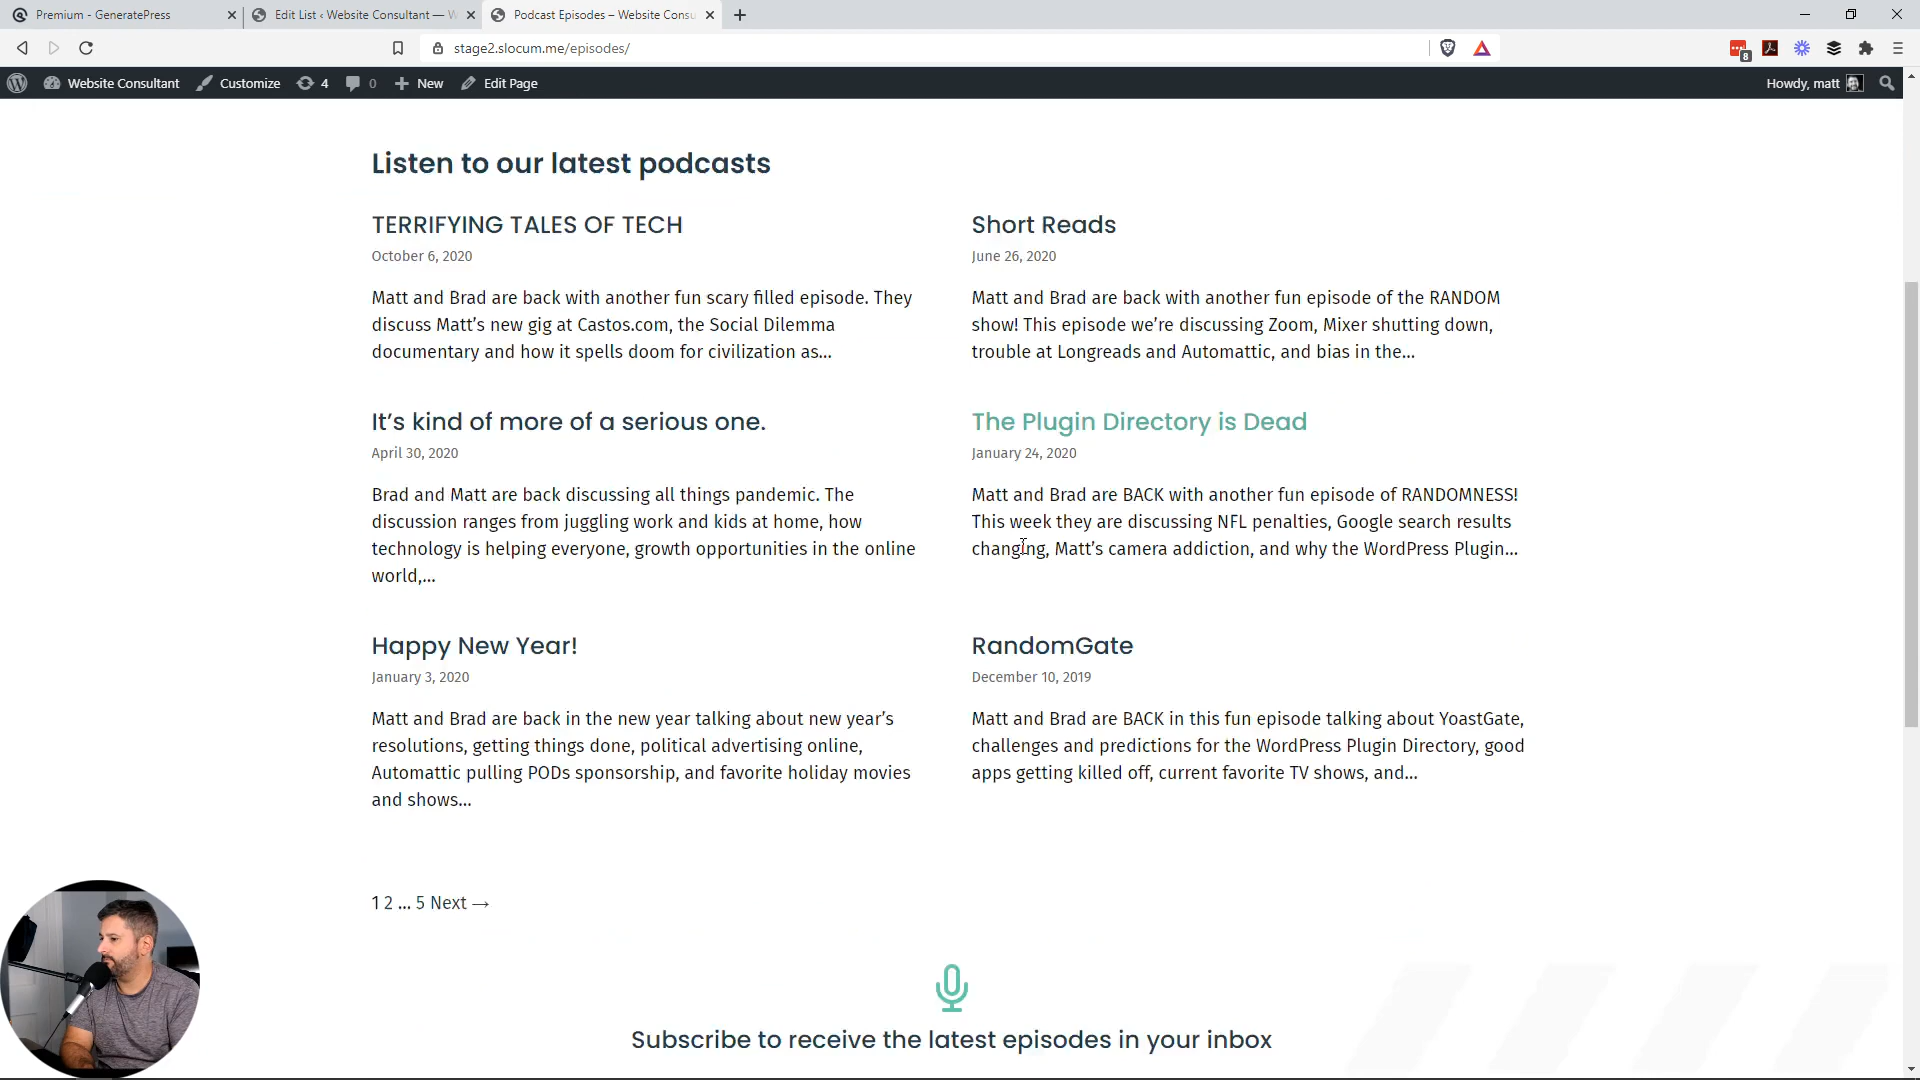 Premium - GeneratePress
Edit List ‹ Website Consultant — W
Podcast Episodes – Website Consu
stage2.slocum.me/episodes/
8
Website Consultant
Customize
4
0
New
Edit Page
Howdy, matt
Listen to our latest podcasts
TERRIFYING TALES OF TECH
October 6, 2020
Matt and Brad are back with another fun scary filled episode. They
discuss Matt’s new gig at Castos.com, the Social Dilemma
documentary and how it spells doom for civilization as...
Short Reads
June 26, 2020
Matt and Brad are back with another fun episode of the RANDOM
show! This episode we’re discussing Zoom, Mixer shutting down,
trouble at Longreads and Automattic, and bias in the...
It’s kind of more of a serious one.
April 30, 2020
Brad and Matt are back discussing all things pandemic. The
discussion ranges from juggling work and kids at home, how
technology is helping everyone, growth opportunities in the online
world,...
The Plugin Directory is Dead
January 24, 2020
Matt and Brad are BACK with another fun episode of RANDOMNESS!
This week they are discussing NFL penalties, Google search results
changing, Matt’s camera addiction, and why the WordPress Plugin...
Happy New Year!
January 3, 2020
Matt and Brad are back in the new year talking about new year’s
resolutions, getting things done, political advertising online,
Automattic pulling PODs sponsorship, and favorite holiday movies
and shows...
RandomGate
December 10, 2019
Matt and Brad are BACK in this fun episode talking about YoastGate,
challenges and predictions for the WordPress Plugin Directory, good
apps getting killed off, current favorite TV shows, and...
1 2 ... 5 Next →
Subscribe to receive the latest episodes in your inbox